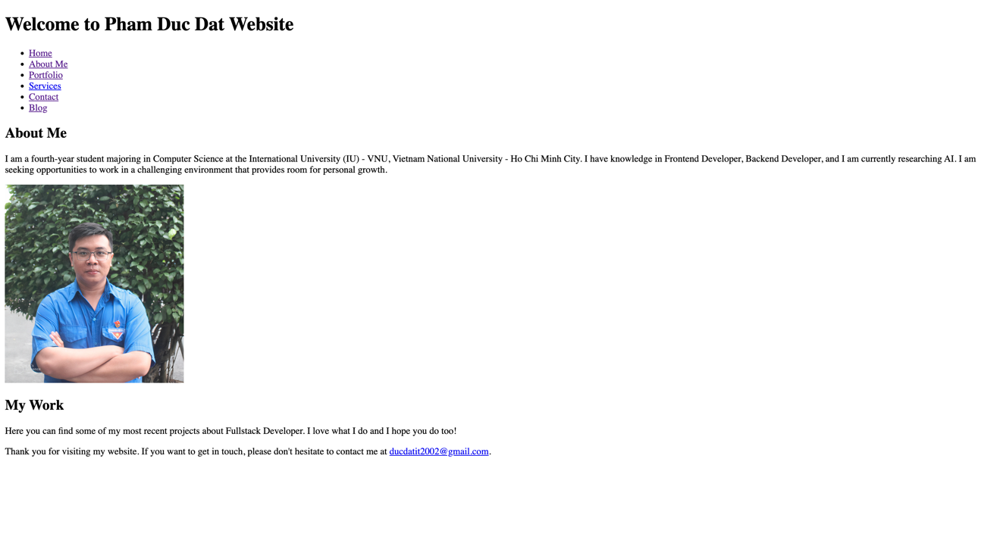 Welcome to Pham Duc Dat Website
Home
About Me
Portfolio
Services
Contact
Blog
About Me
I am a fourth-year student majoring in Computer Science at the International University (IU) - VNU, Vietnam National University - Ho Chi Minh City. I have knowledge in Frontend Developer, Backend Developer, and I am currently researching AI. I am
seeking opportunities to work in a challenging environment that provides room for personal growth.
My Work
Here you can find some of my most recent projects about Fullstack Developer. I love what I do and I hope you do too!
Thank you for visiting my website. If you want to get in touch, please don't hesitate to contact me at ducdatit2002@gmail.com.